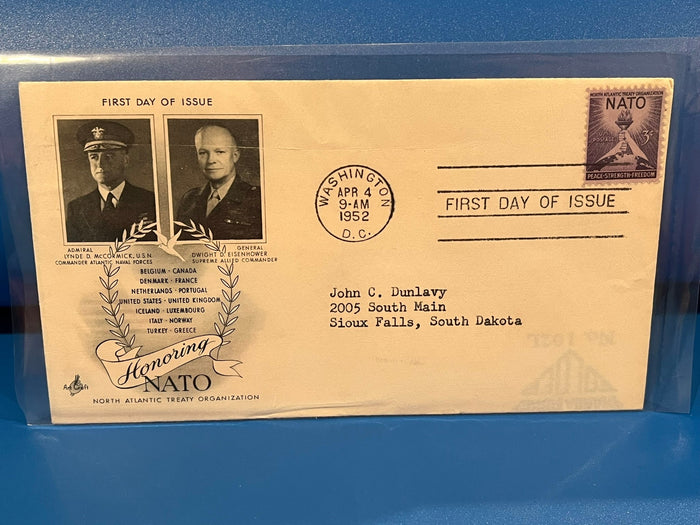 FIRST DAY OF ISSUE
ADMIRAL
LYNDE D. McCORMICK, U.S.N.
COMMANDER ATLANTIC NAVAL FORCES
GENERAL
DWIGHT D. EISENHOWER
SUPREME ALLIED COMMANDER
BELGIUM - CANADA
DENMARK - FRANCE
NETHERLANDS - PORTUGAL
UNITED STATES - UNITED KINGDOM
ICELAND - LUXEMBOURG
ITALY - NORWAY
TURKEY - GREECE
Honoring
NATO
NORTH ATLANTIC TREATY ORGANIZATION
Art Craft
WASHINGTON
APR 4
9-AM
1952
D.C.
NORTH ATLANTIC TREATY ORGANIZATION
NATO
POSTAGE 3¢
PEACE-STRENGTH-FREEDOM
FIRST DAY OF ISSUE
John C. Dunlavy
2005 South Main
Sioux Falls, South Dakota